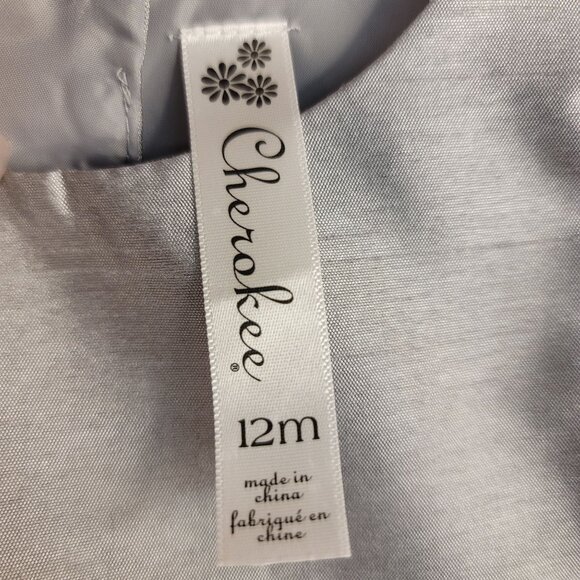 Cherokee®
12m
made in
china
fabriqué en
chine